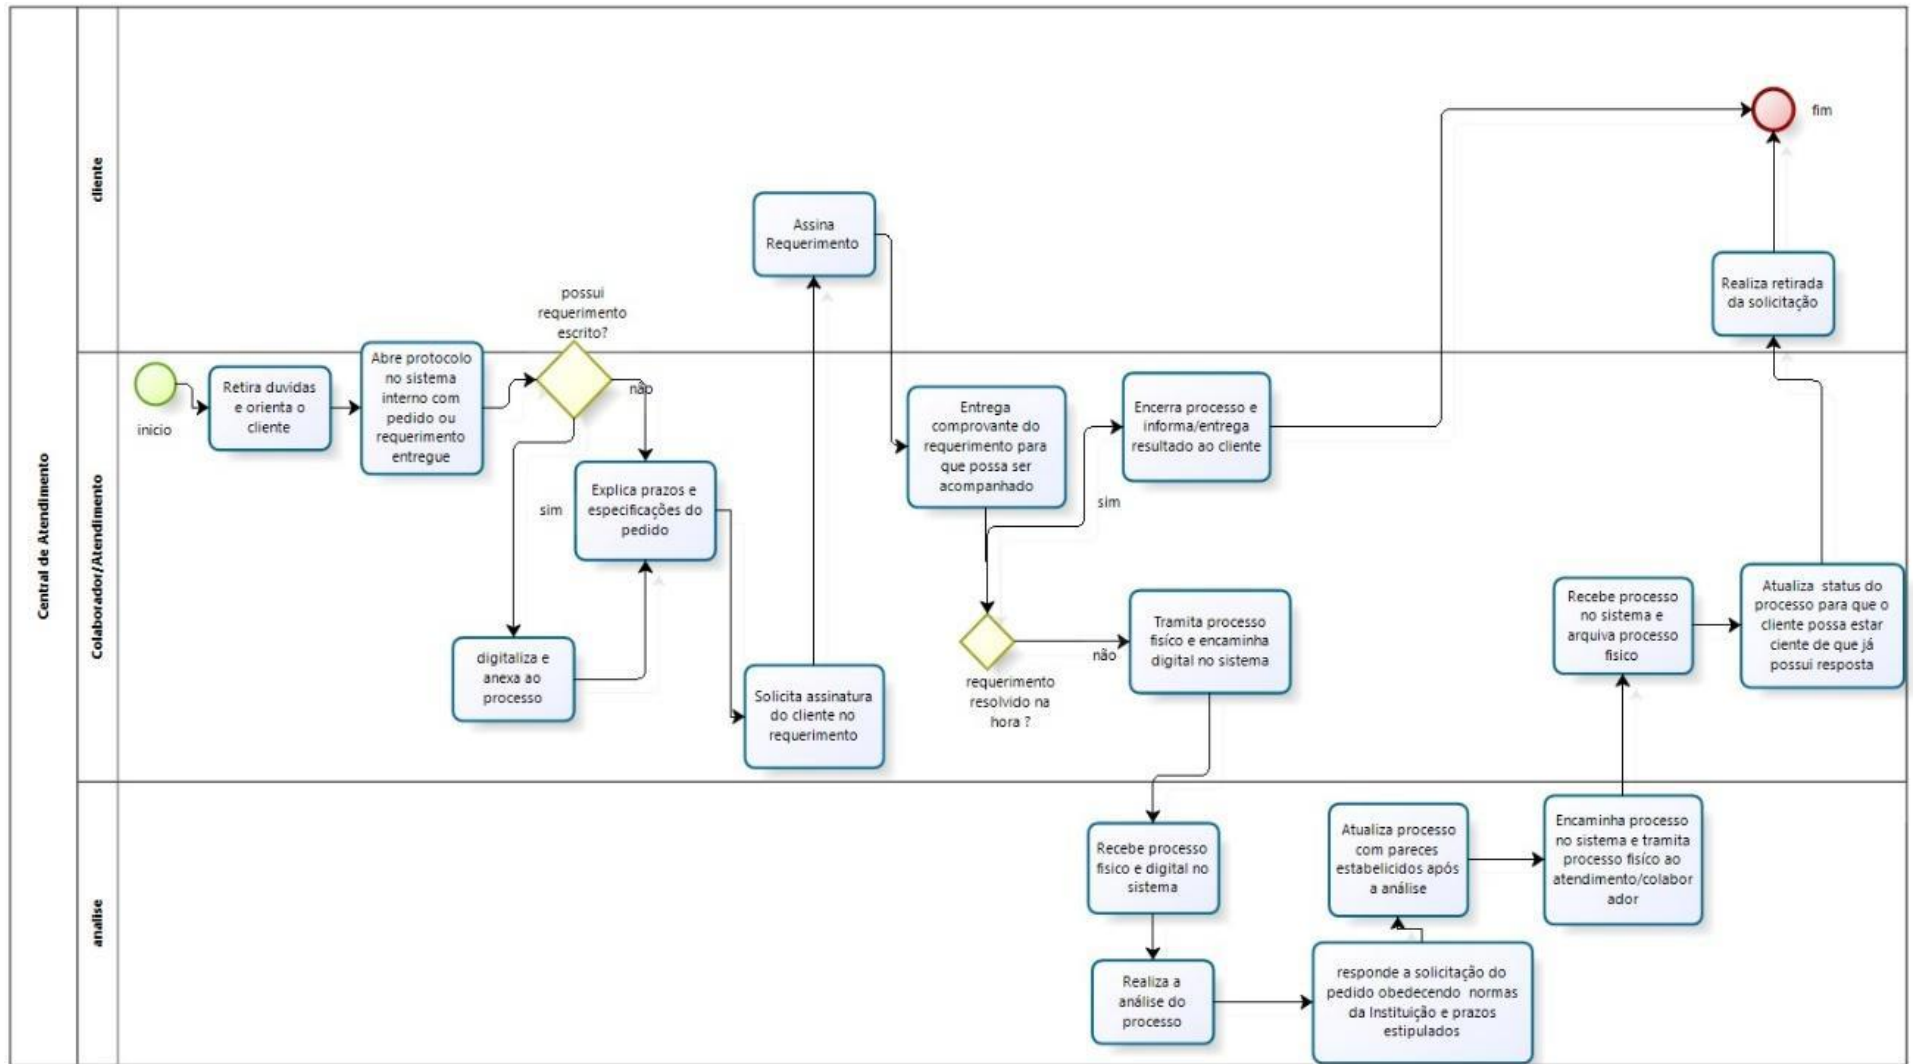 Central de Atendimento
cliente
Colaborador/Atendimento
analise
inicio
Retira duvidas
e orienta o
cliente
Abre protocolo
no sistema
interno com
pedido ou
requerimento
entregue
possui
requerimento
escrito?
não
sim
Explica prazos e
especificações do
pedido
digitaliza e
anexa ao
processo
Solicita assinatura
do cliente no
requerimento
Assina
Requerimento
Entrega
comprovante do
requerimento para
que possa ser
acompanhado
requerimento
resolvido na
hora ?
sim
Encerra processo e
informa/entrega
resultado ao cliente
não
Tramita processo
fisíco e encaminha
digital no sistema
Recebe processo
fisico e digital no
sistema
Realiza a
análise do
processo
responde a solicitação do
pedido obedecendo normas
da Instituição e prazos
estipulados
Atualiza processo
com pareces
estabelicidos após
a análise
Encaminha processo
no sistema e tramita
processo fisíco ao
atendimento/colabor
ador
Recebe processo
no sistema e
arquiva processo
fisico
Atualiza status do
processo para que o
cliente possa estar
ciente de que já
possui resposta
Realiza retirada
da solicitação
fim